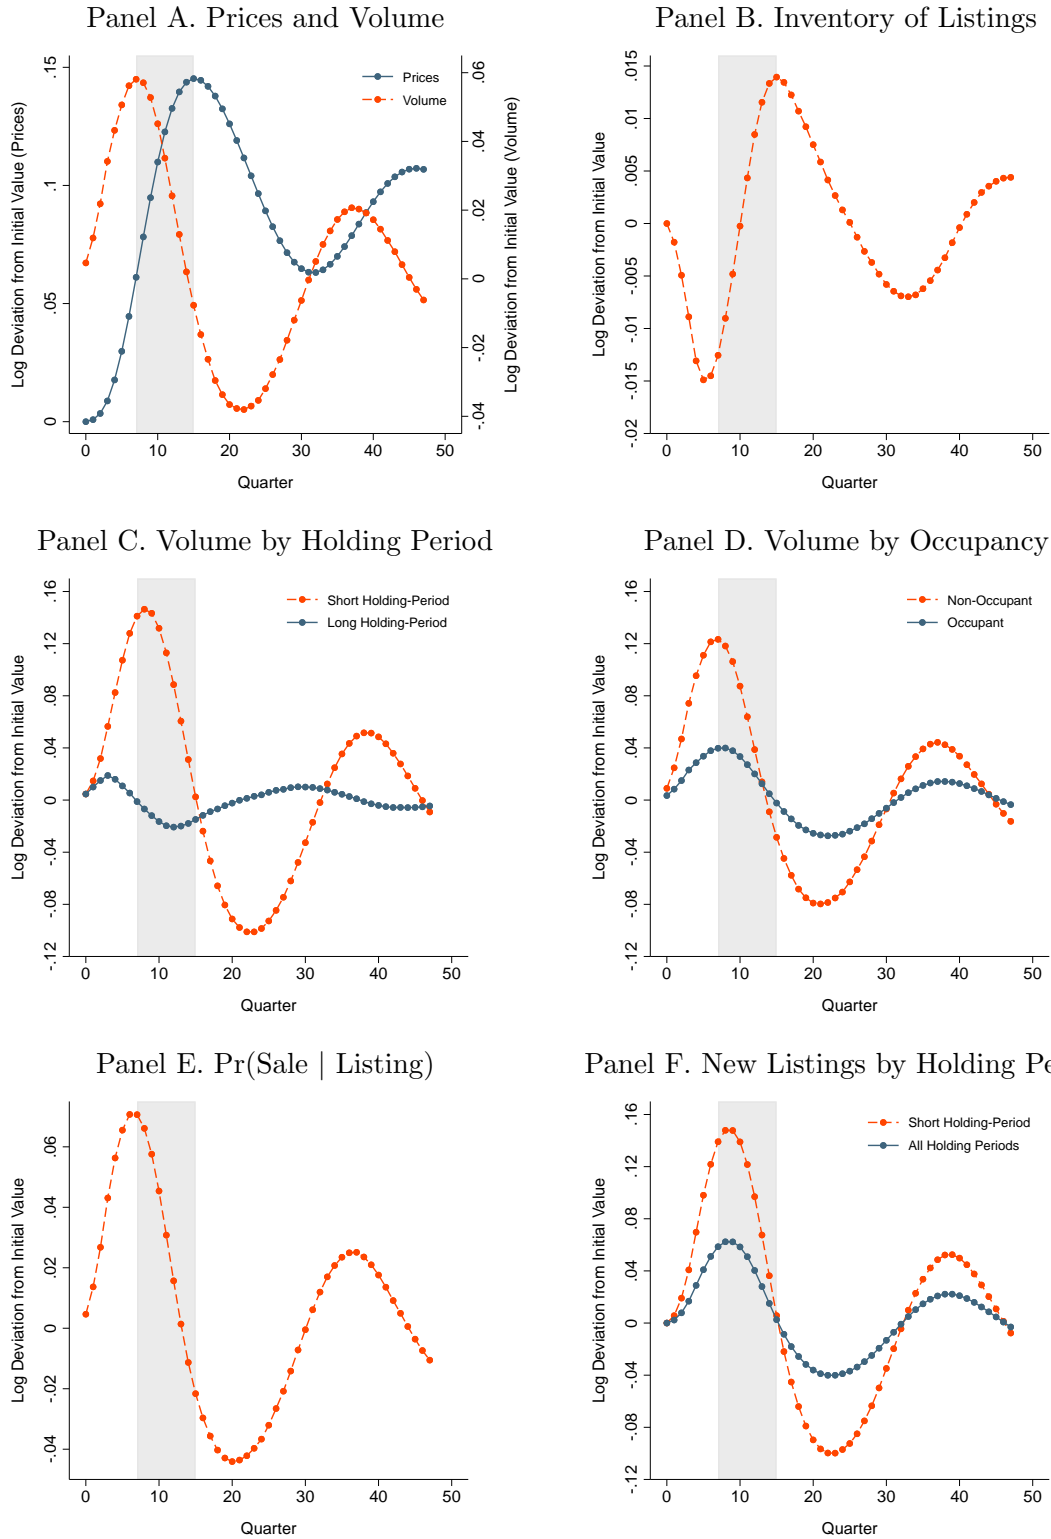 Panel A. Prices and Volume
Log Deviation from Initial Value (Prices)
0 .05 .1 .15
Prices
Volume
Log Deviation from Initial Value (Volume)
-.04 -.02 0 .02 .04 .06
0 10 20 30 40 50
Quarter
Panel B. Inventory of Listings
Log Deviation from Initial Value
-.02 -.015 -.01 -.005 0 .005 .01 .015
0 10 20 30 40 50
Quarter
Panel C. Volume by Holding Period
Log Deviation from Initial Value
-.12 -.08 -.04 0 .04 .08 .12 .16
Short Holding-Period
Long Holding-Period
0 10 20 30 40 50
Quarter
Panel D. Volume by Occupancy
Log Deviation from Initial Value
-.12 -.08 -.04 0 .04 .08 .12 .16
Non-Occupant
Occupant
0 10 20 30 40 50
Quarter
Panel E. Pr(Sale | Listing)
Log Deviation from Initial Value
-.04 -.02 0 .02 .04 .06
0 10 20 30 40 50
Quarter
Panel F. New Listings by Holding Pe
Log Deviation from Initial Value
-.12 -.08 -.04 0 .04 .08 .12 .16
Short Holding-Period
All Holding Periods
0 10 20 30 40 50
Quarter